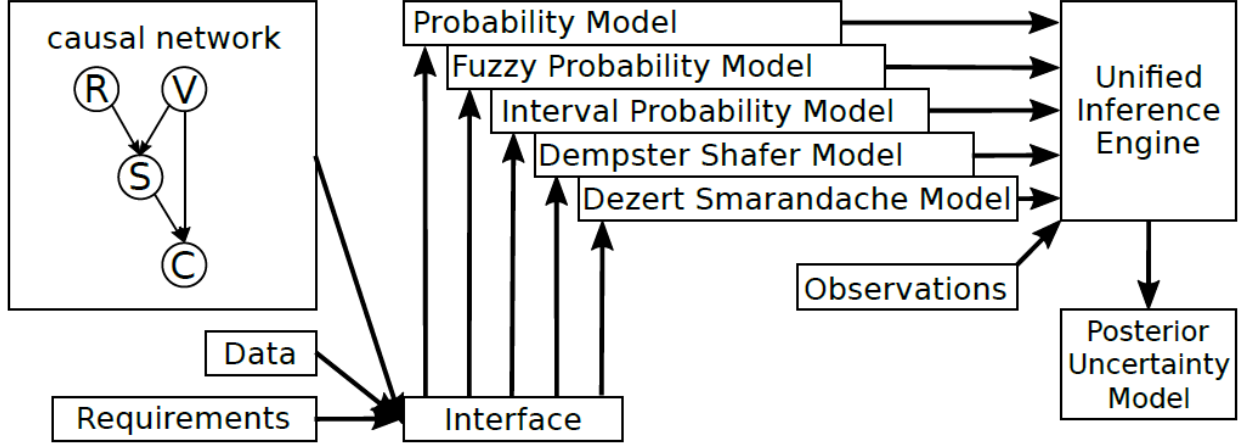 causal network
R
V
S
C
Data
Requirements
Interface
Probability Model
Fuzzy Probability Model
Interval Probability Model
Dempster Shafer Model
Dezert Smarandache Model
Observations
Unified
Inference
Engine
Posterior
Uncertainty
Model